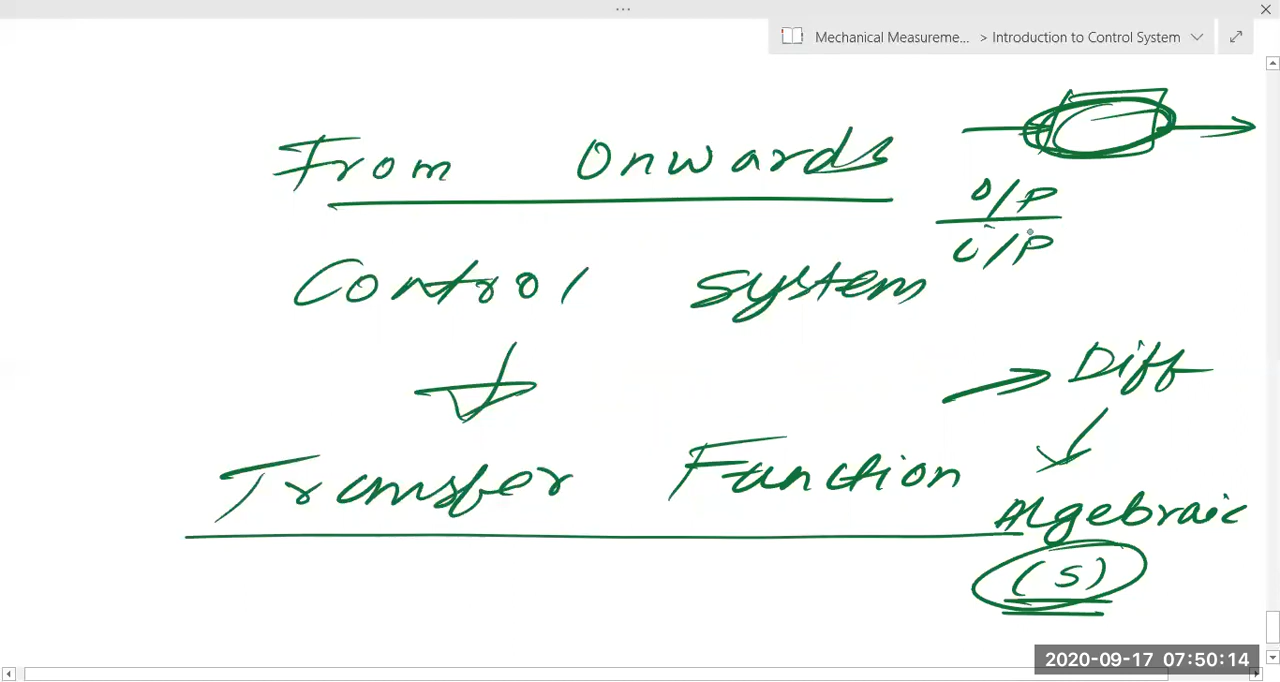 Mechanical Measureme... > Introduction to Control System
From Onwards
O/P
i/P
Control system
Diff
Transfer Function
Algebraic
(S)
2020-09-17 07:50:14